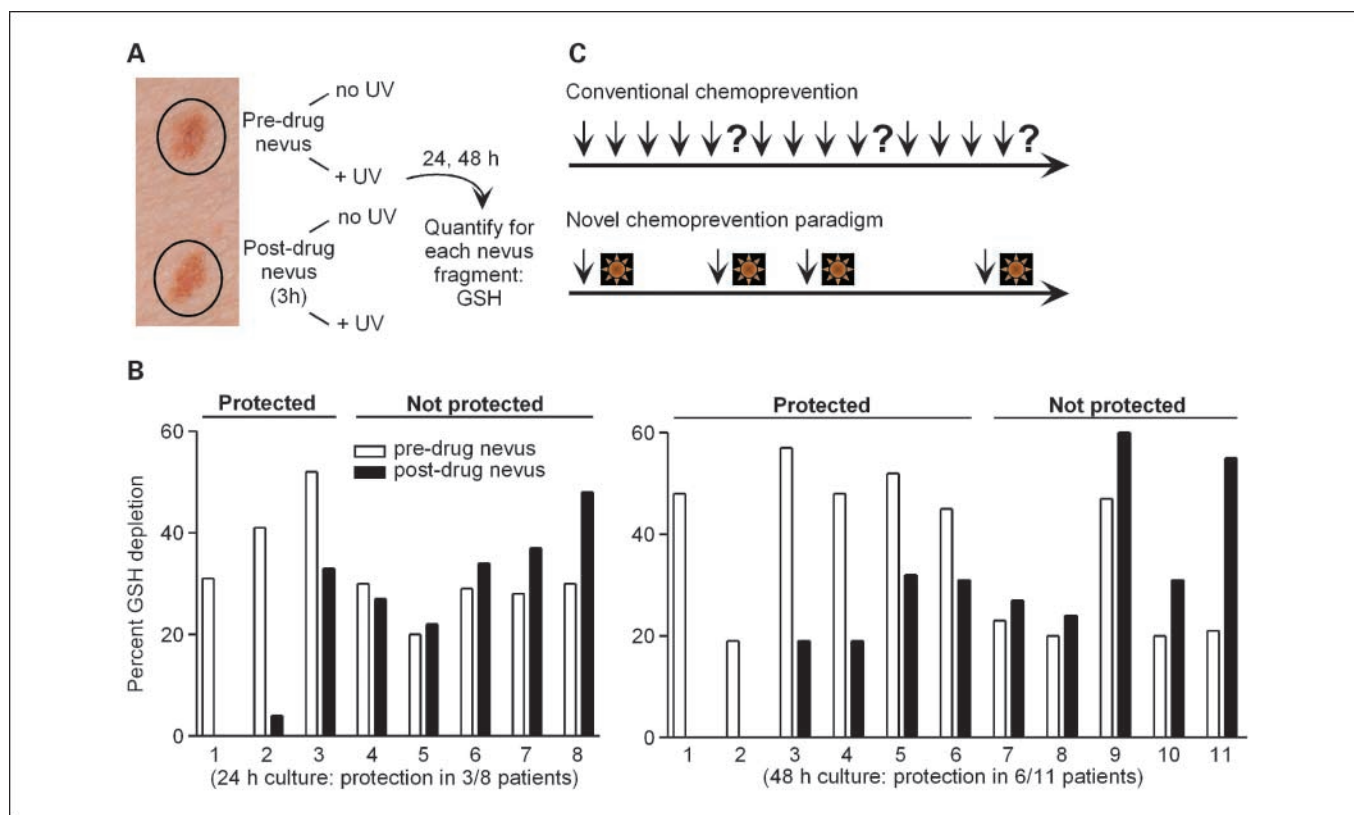 A
Pre-drug
nevus
no UV
+ UV
Post-drug
nevus
(3h)
no UV
+ UV
24, 48 h
Quantify for
each nevus
fragment:
GSH
C
Conventional chemoprevention
? ? ?
Novel chemoprevention paradigm
B
Protected Not protected
pre-drug nevus
post-drug nevus
Percent GSH depletion
60
40
20
0
1 2 3 4 5 6 7 8
(24 h culture: protection in 3/8 patients)
Protected Not protected
60
40
20
0
1 2 3 4 5 6 7 8 9 10 11
(48 h culture: protection in 6/11 patients)